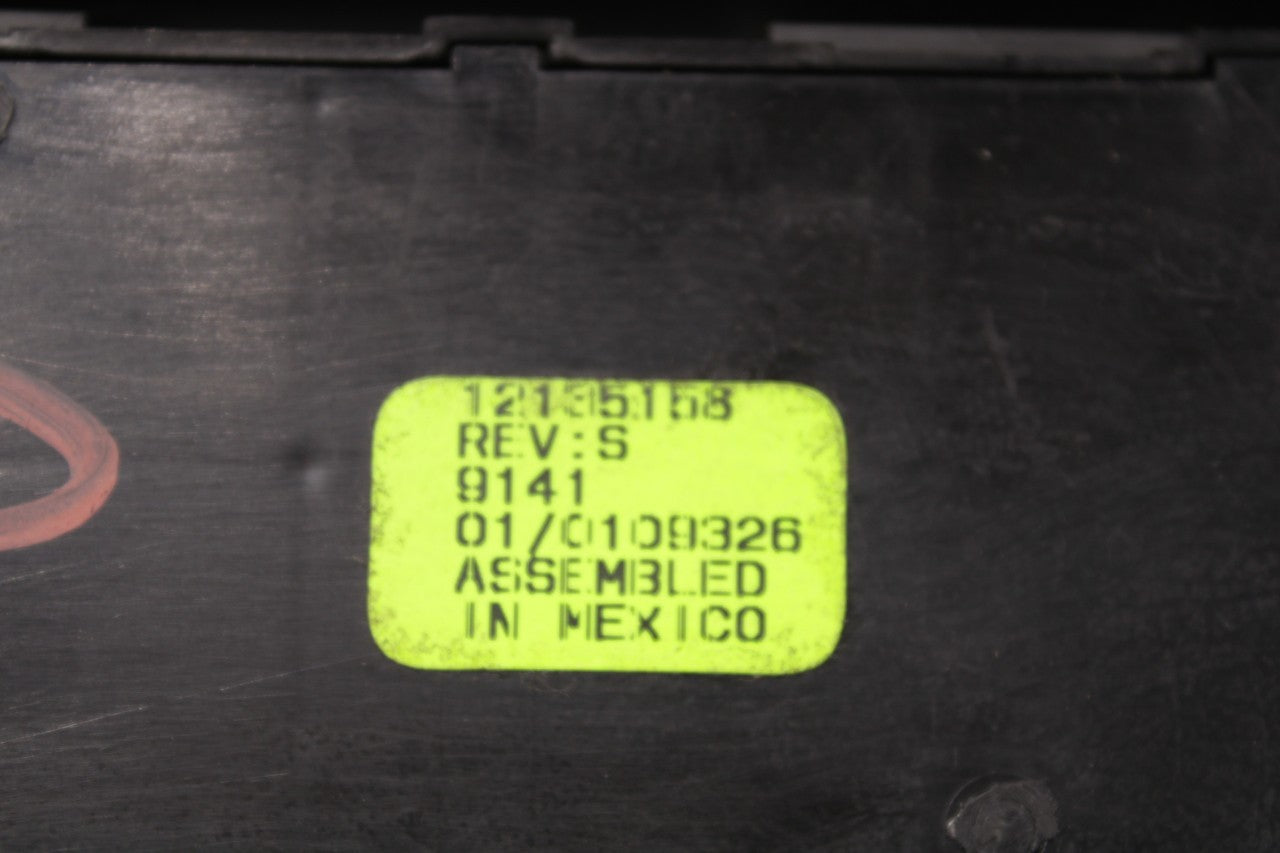 12135158
REV:S
9141
01/0109326
ASSEMBLED
IN MEXICO